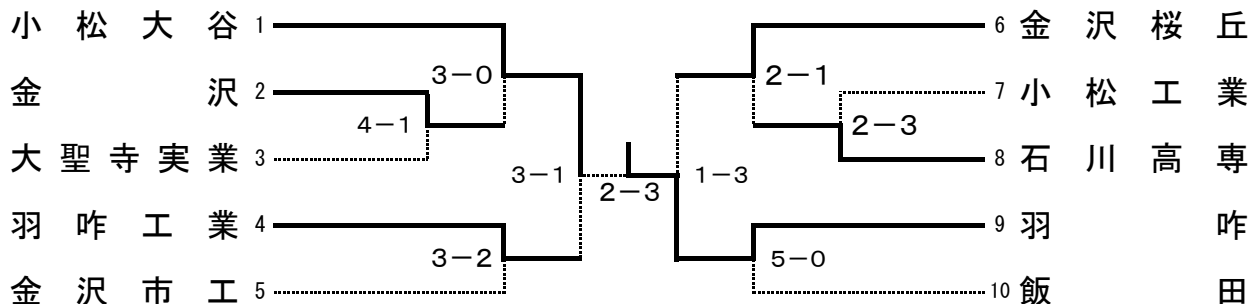 小松大谷 1
金沢 2
大聖寺実業 3
羽咋工業 4
金沢市工 5
3－0
4－1
3－1
3－2
2－3
6 金沢桜丘
7 小松工業
8 石川高専
9 羽咋
10 飯田
2－1
2－3
1－3
5－0